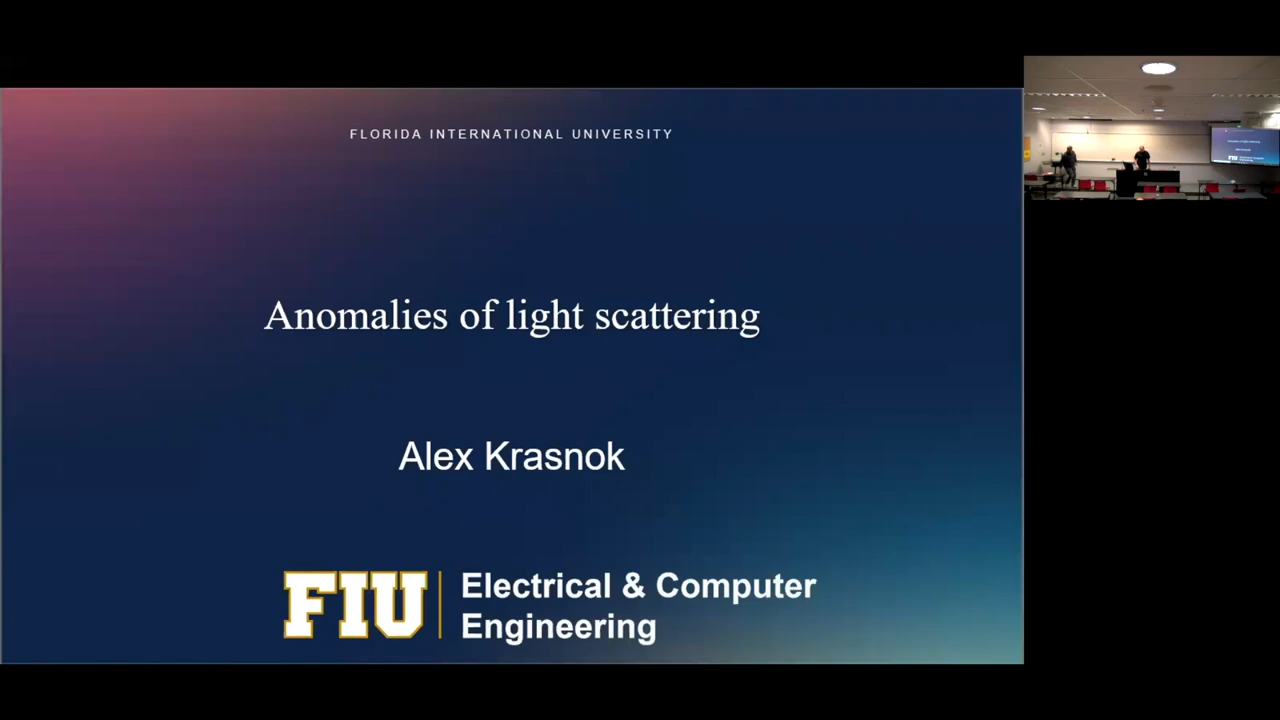 FLORIDA INTERNATIONAL UNIVERSITY
Anomalies of light scattering
Alex Krasnok
FIU
Electrical & Computer
Engineering